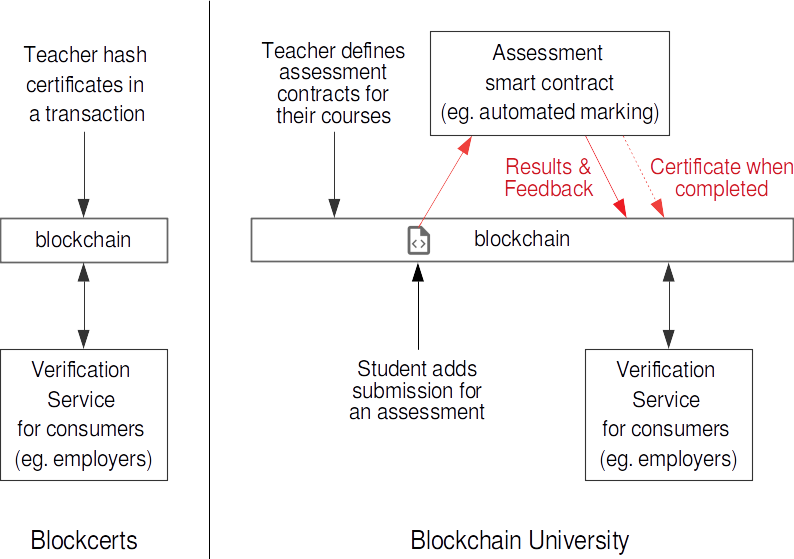 Teacher hash
certificates in
a transaction
blockchain
Verification
Service
for consumers
(eg. employers)
Blockcerts
Teacher defines
assessment
contracts for
their courses
Assessment
smart contract
(eg. automated marking)
Results &
Feedback
Certificate when
completed
blockchain
Student adds
submission for
an assessment
Verification
Service
for consumers
(eg. employers)
Blockchain University